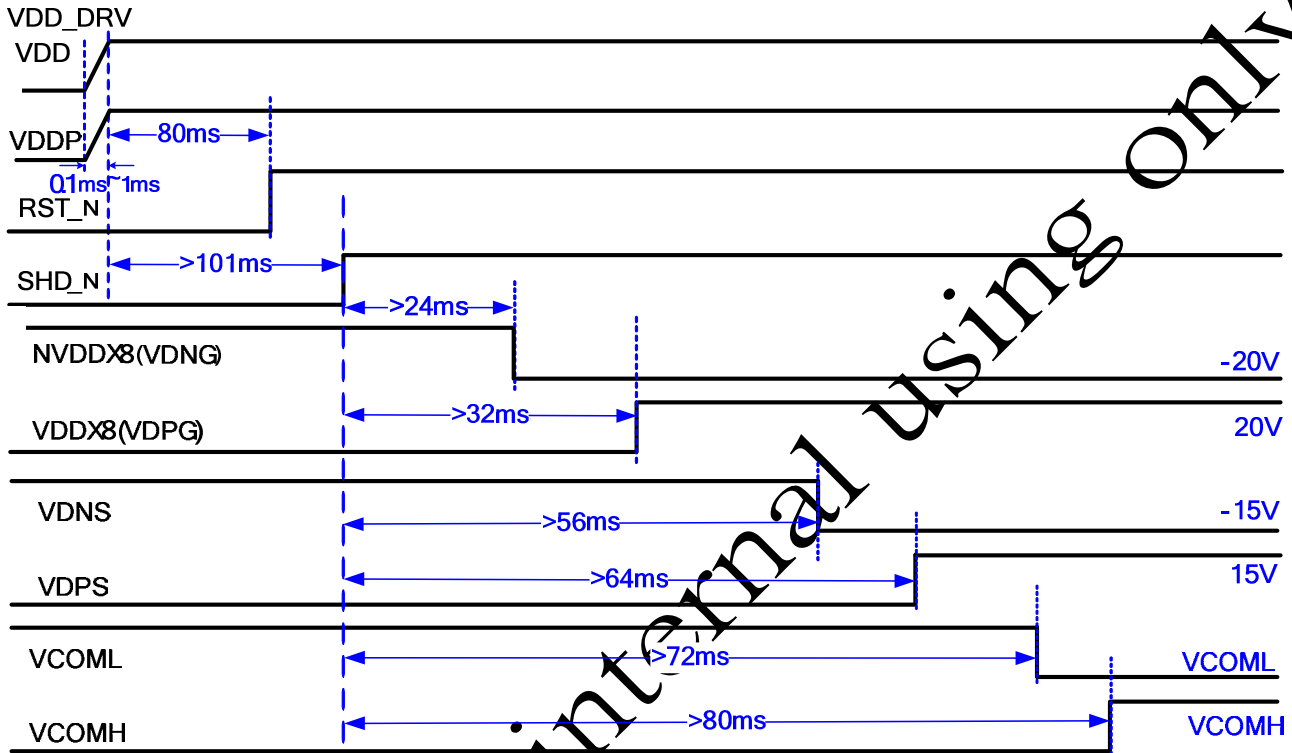 VDD_DRV
VDD
VDDP
80ms
0.1ms~1ms
RST_N
>101ms
SHD_N
>24ms
NVDDX8(VDNG)
-20V
>32ms
VDDX8(VDPG)
20V
VDNS
>56ms
-15V
>64ms
VDPS
15V
VCOML
>72ms
VCOML
VCOMH
>80ms
VCOMH
internal using only